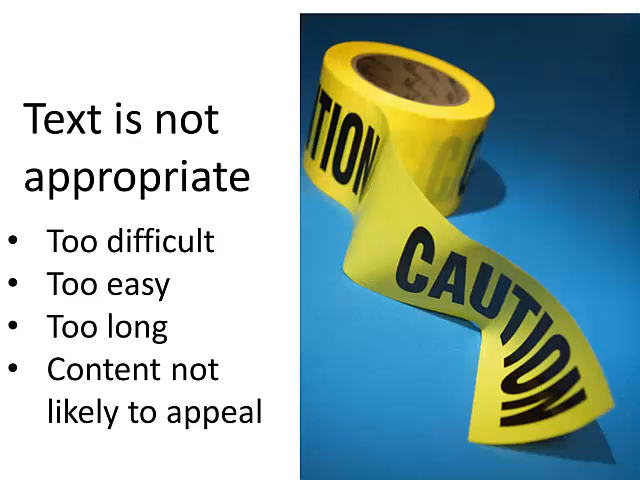 Text is not
appropriate
• Too difficult
• Too easy
• Too long
• Content not
likely to appeal
TION
CAUTION